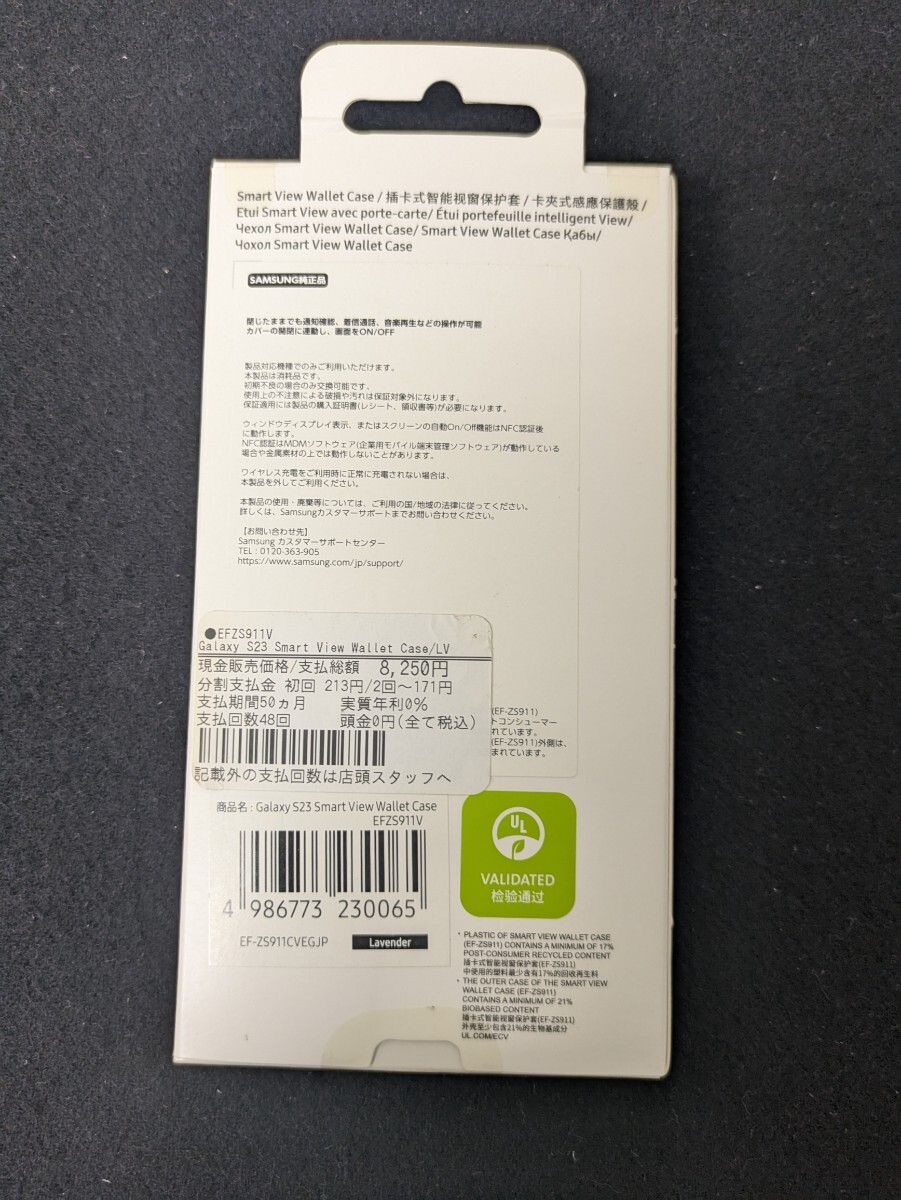 Smart View Wallet Case / 插卡式智能视窗保护套 / 卡夾式感應保護殼 /
Etui Smart View avec porte-carte/ Étui portefeuille intelligent View/
Чехол Smart View Wallet Case/ Smart View Wallet Case Қабы/
Чохол Smart View Wallet Case
SAMSUNG純正品
閉じたままでも通知確認、着信通話、音楽再生などの操作が可能
カバーの開閉に連動し、画面をON/OFF
製品対応機種でのみご利用いただけます。
本製品は消耗品です。
初期不良の場合のみ交換可能です、
使用上の不注意による破損や汚れは保証対象外になります。
保証適用には製品の購入証明書(レシート、領収書等)が必要になります。
ウィンドウディスプレイ表示、またはスクリーンの自動On/Off機能はNFC認証後
に動作します。
NFC認証はMDMソフトウェア(企業用モバイル端末管理ソフトウェア)が動作している
場合や金属素材の上では動作しないことがあります。
ワイヤレス充電をご利用時に正常に充電されない場合は、
本製品を外してご利用ください。
本製品の使用・廃棄等については、ご利用の国/地域の法律に従ってください。
詳しくは、Samsungカスタマーサポートまでお問い合わせください。
【お問い合わせ先】
Samsung カスタマーサポートセンター
TEL : 0120-363-905
https://www.samsung.com/jp/support/
●EFZS911V
Galaxy S23 Smart View Wallet Case/LV
現金販売価格/支払総額 8,250円
分割支払金 初回 213円/2回～171円
支払期間50ヵ月 実質年利0%
支払回数48回 頭金0円(全て税込)
記載外の支払回数は店頭スタッフへ
(EF-ZS911)
トコンシューマー
れています。
(EF-ZS911)外側は、
まれています。
商品名 : Galaxy S23 Smart View Wallet Case
EFZS911V
4 986773 230065
EF-ZS911CVEGJP Lavender
UL
VALIDATED
检验通过
• PLASTIC OF SMART VIEW WALLET CASE
(EF-ZS911) CONTAINS A MINIMUM OF 17%
POST-CONSUMER RECYCLED CONTENT
插卡式智能视窗保护套(EF-ZS911)
中使用的塑料最少含有17%的回收再生料
• THE OUTER CASE OF THE SMART VIEW
WALLET CASE (EF-ZS911)
CONTAINS A MINIMUM OF 21%
BIOBASED CONTENT
插卡式智能视窗保护套(EF-ZS911)
外壳至少包含21%的生物基成分
UL.COM/ECV